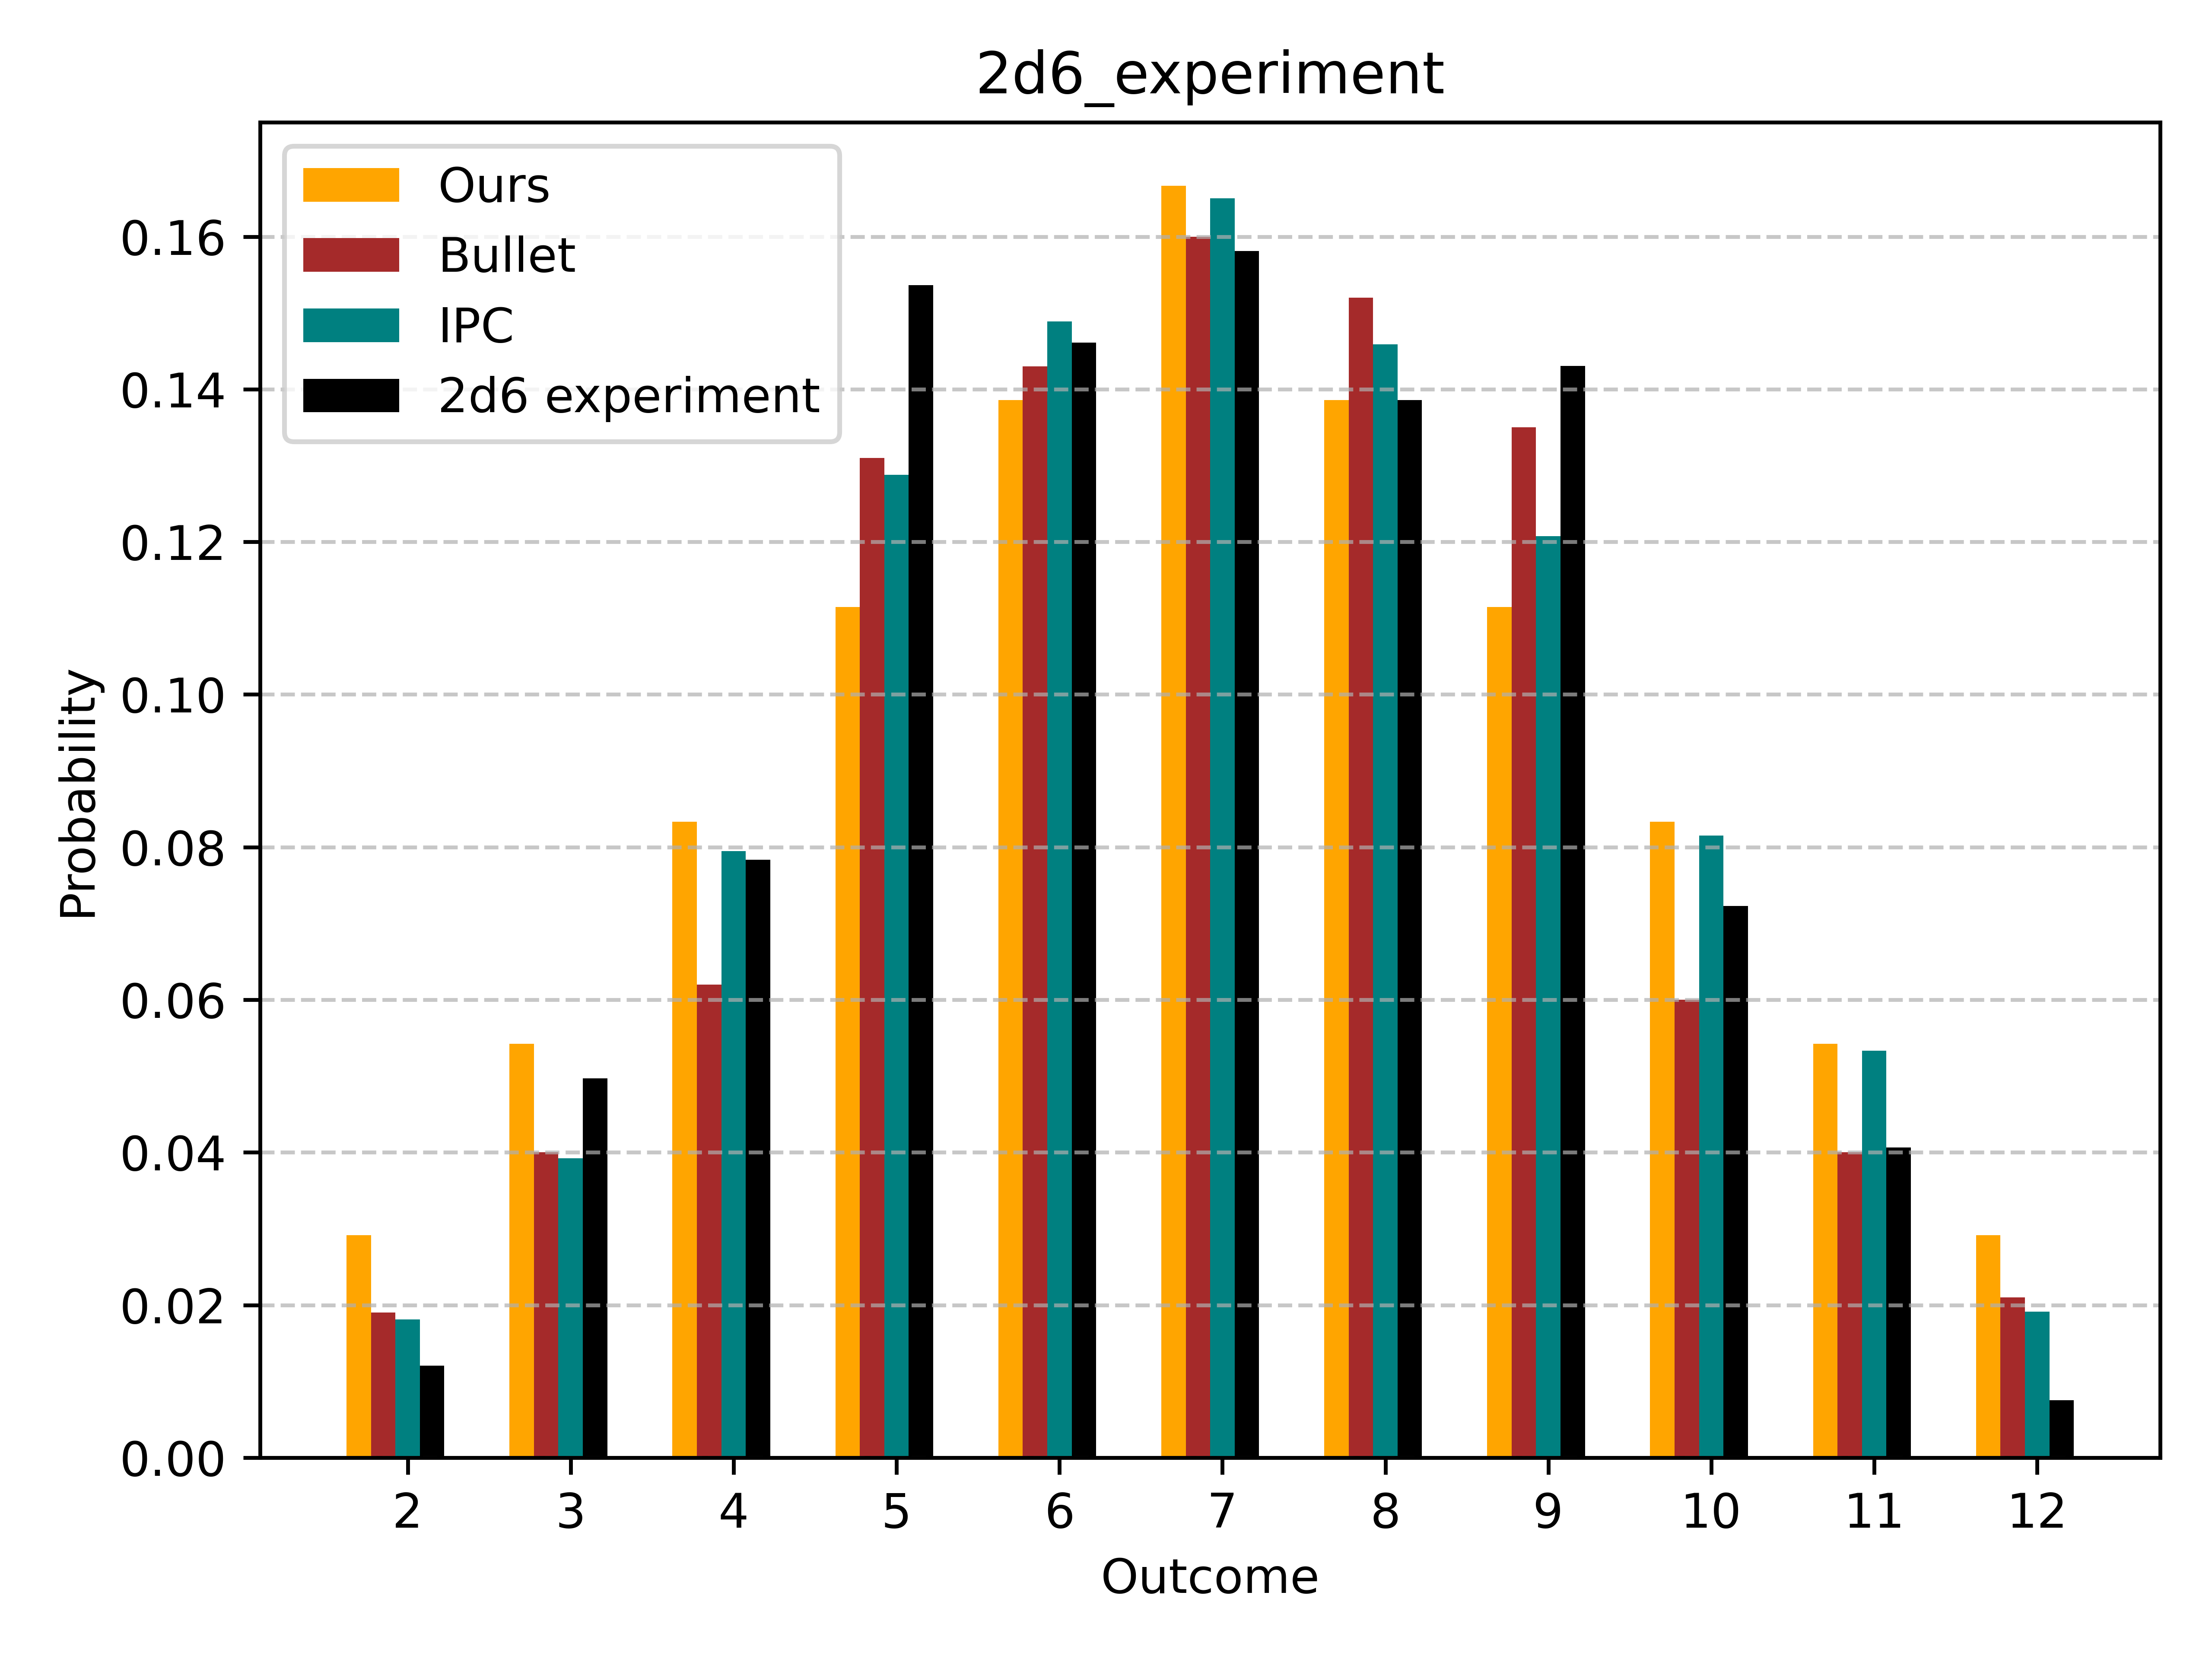 2d6_experiment
Ours
Bullet
IPC
2d6 experiment
0.16
0.14
0.12
0.10
0.08
0.06
0.04
0.02
0.00
Probability
2 3 4 5 6 7 8 9 10 11 12
Outcome